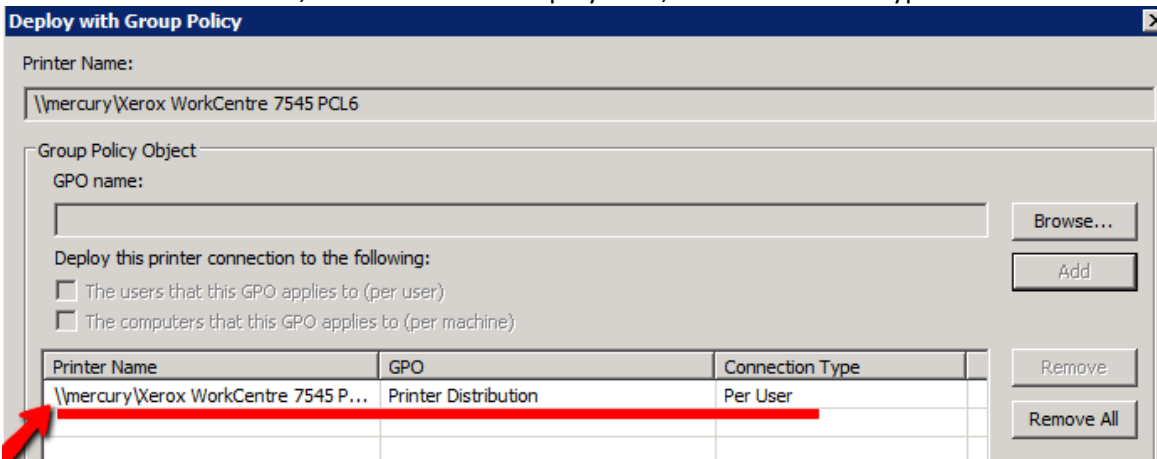 Deploy with Group Policy
Printer Name:
\\mercury\Xerox WorkCentre 7545 PCL6
Group Policy Object
GPO name:
Browse...
Deploy this printer connection to the following:
Add
The users that this GPO applies to (per user)
The computers that this GPO applies to (per machine)
Printer Name GPO Connection Type
Remove
\\mercury\Xerox WorkCentre 7545 P... Printer Distribution Per User
Remove All